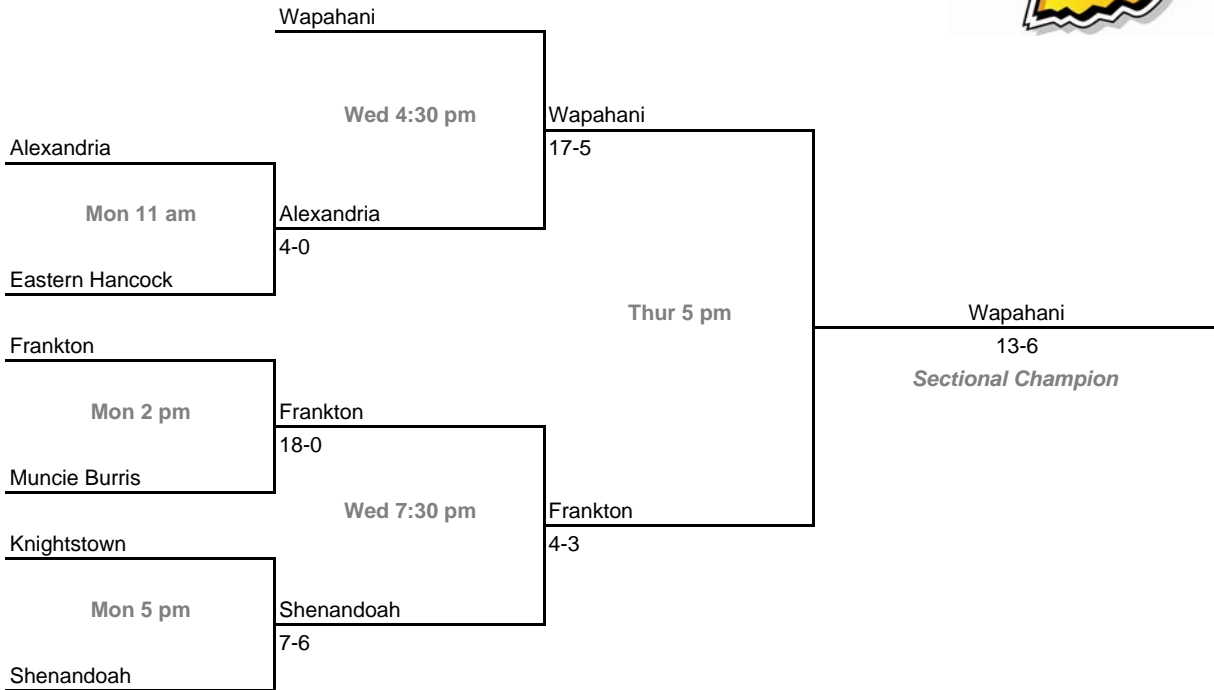 Wapahani
Wed 4:30 pm
Wapahani
Alexandria
17-5
Mon 11 am
Alexandria
4-0
Eastern Hancock
Thur 5 pm
Wapahani
Frankton
13-6
Sectional Champion
Mon 2 pm
Frankton
18-0
Muncie Burris
Wed 7:30 pm
Frankton
Knightstown
4-3
Mon 5 pm
Shenandoah
7-6
Shenandoah